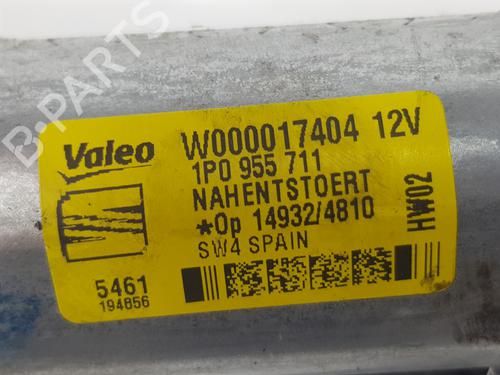 Valeo
W000017404 12V
1P0 955 711
NAHENTSTOERT
*Op 14932/4810
SW4 SPAIN
HW02
5461
194856
B-PARTS